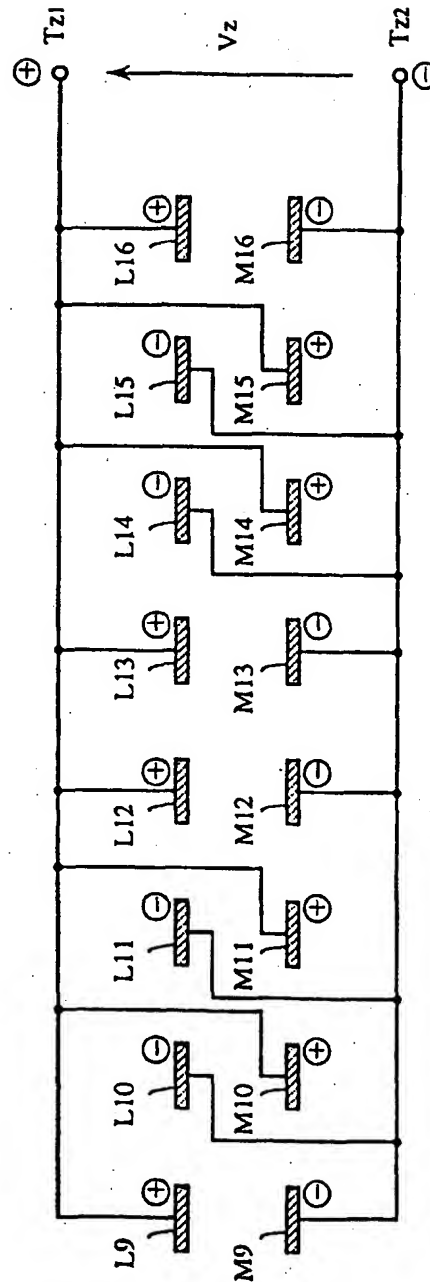 ⊕ Tz1
Vz
⊖ Tz2
L9 ⊕
L10 ⊖
L11 ⊖
L12 ⊕
L13 ⊕
L14 ⊖
L15 ⊖
L16 ⊕
M9 ⊖
M10 ⊕
M11 ⊕
M12 ⊖
M13 ⊖
M14 ⊕
M15 ⊕
M16 ⊖